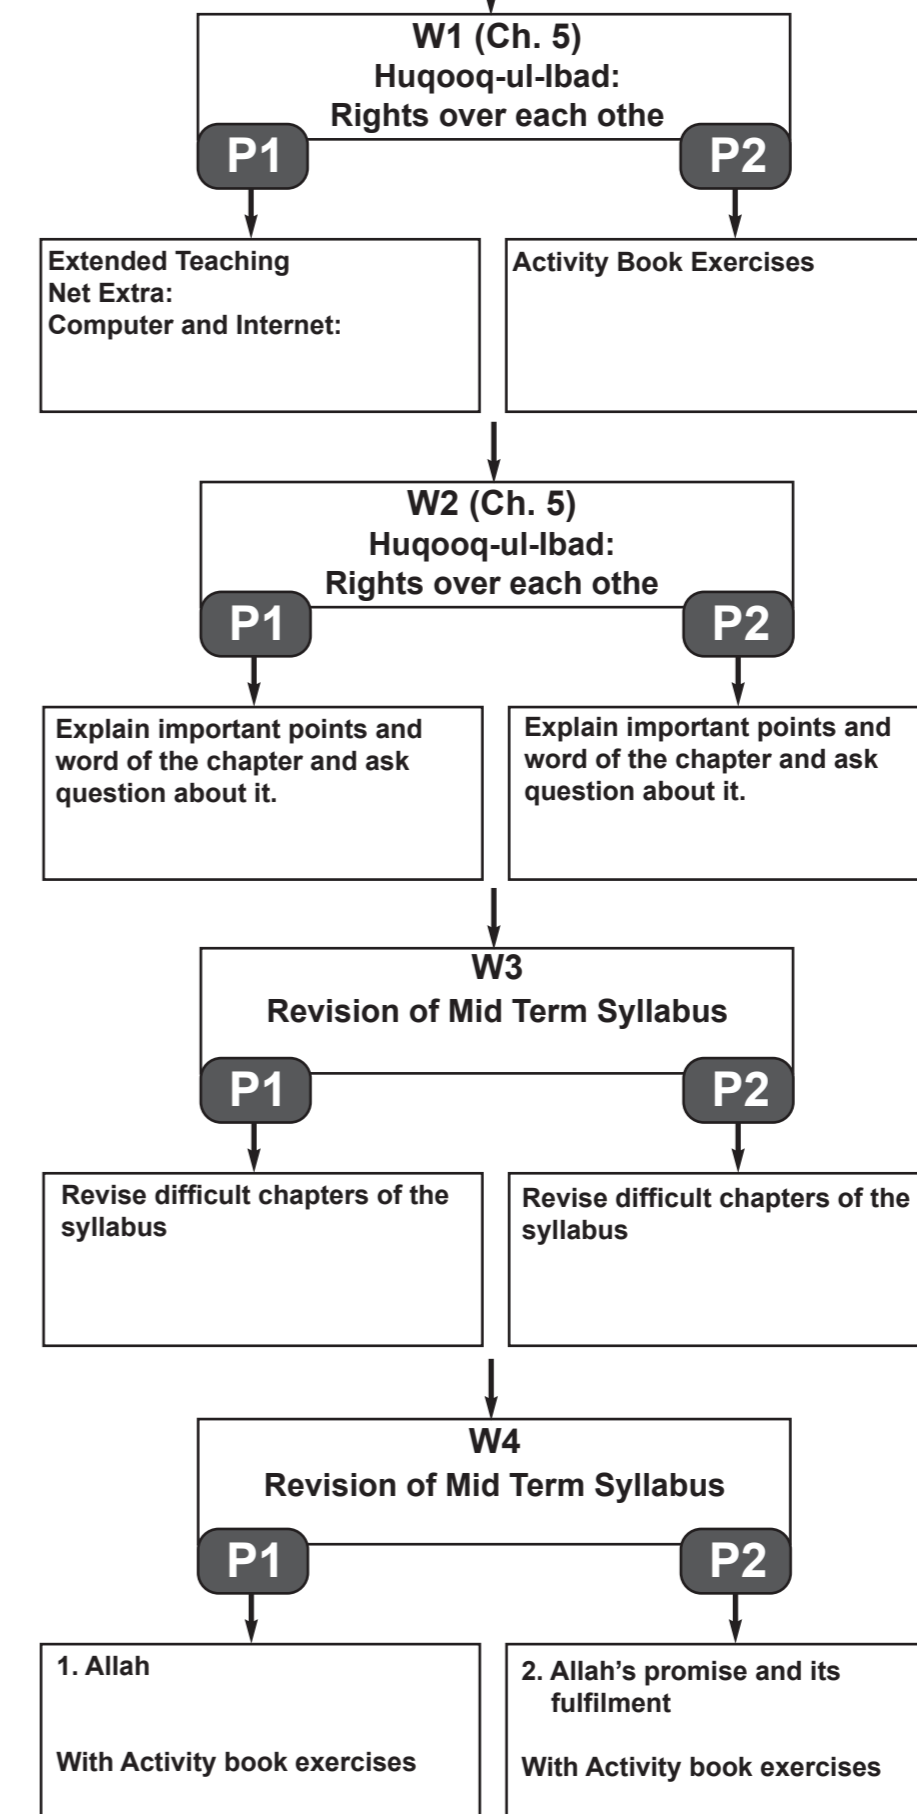 W1 (Ch. 5)
Huqooq-ul-Ibad:
Rights over each othe
P1
P2
Extended Teaching
Net Extra:
Computer and Internet:
Activity Book Exercises
W2 (Ch. 5)
Huqooq-ul-Ibad:
Rights over each othe
P1
P2
Explain important points and
word of the chapter and ask
question about it.
Explain important points and
word of the chapter and ask
question about it.
W3
Revision of Mid Term Syllabus
P1
P2
Revise difficult chapters of the
syllabus
Revise difficult chapters of the
syllabus
W4
Revision of Mid Term Syllabus
P1
P2
1. Allah
With Activity book exercises
2. Allah’s promise and its
fulfilment
With Activity book exercises